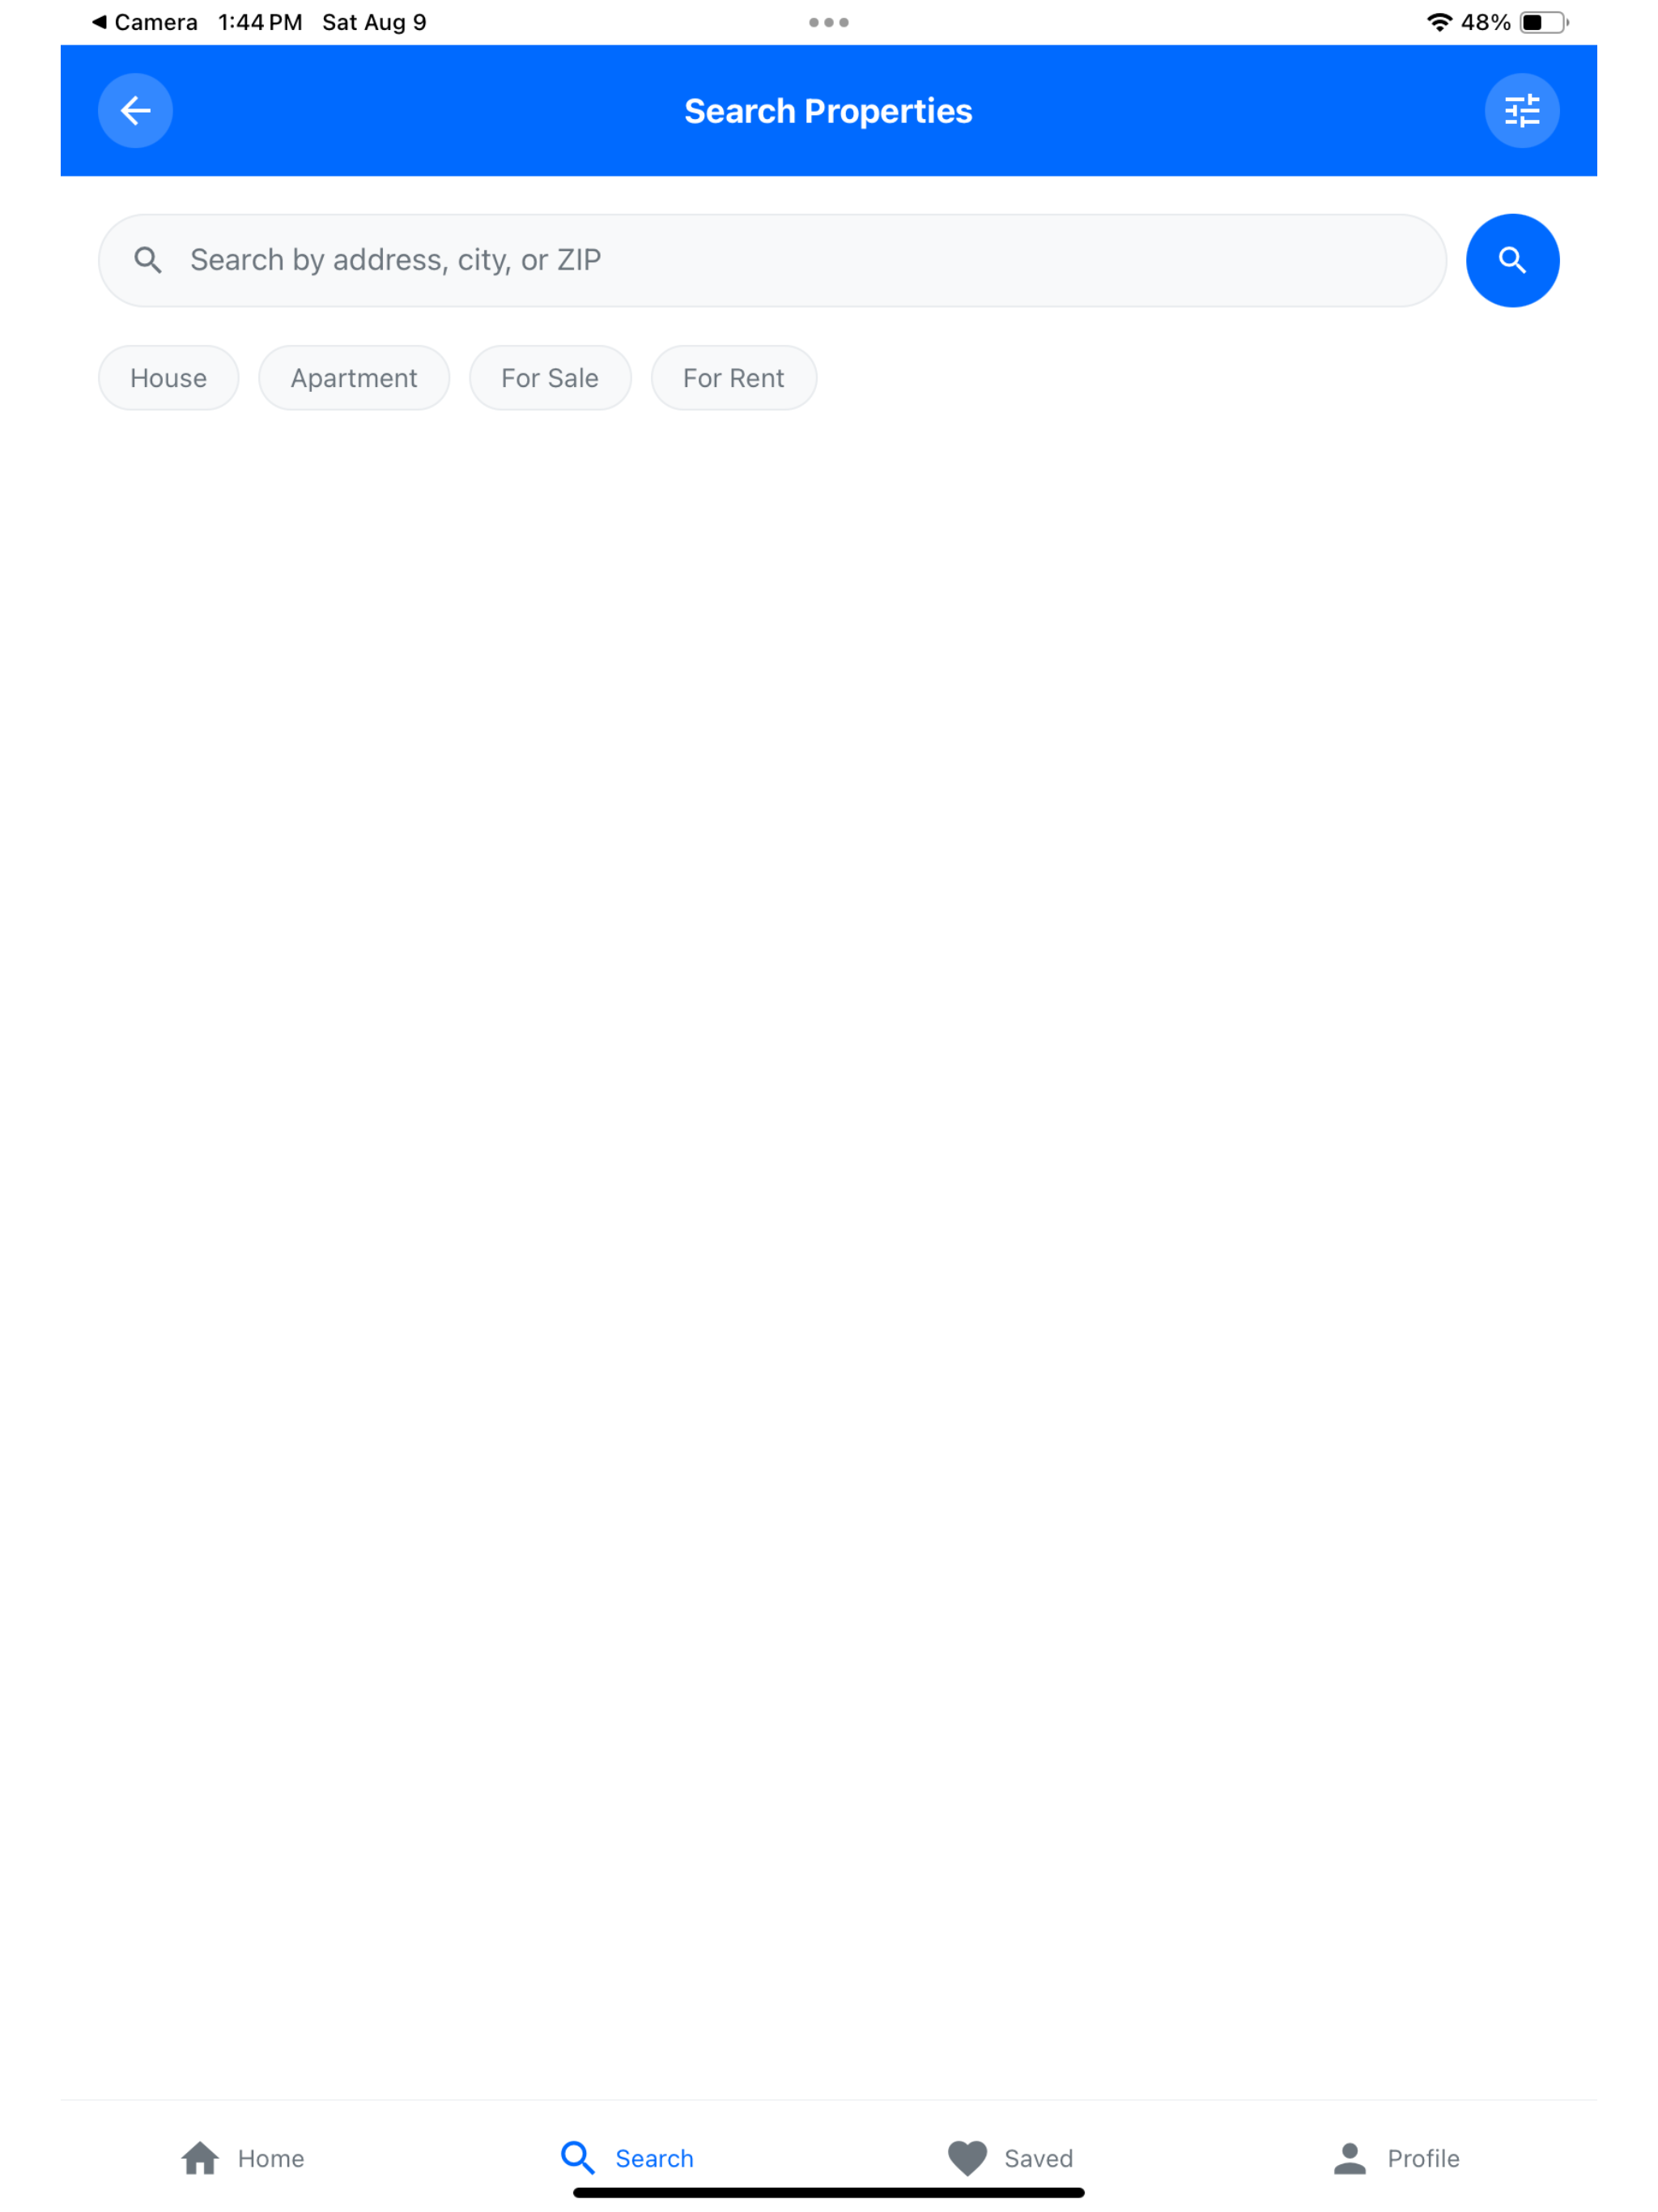 Camera 1:44 PM Sat Aug 9 48%
Search Properties
Search by address, city, or ZIP
House Apartment For Sale For Rent
Home Search Saved Profile